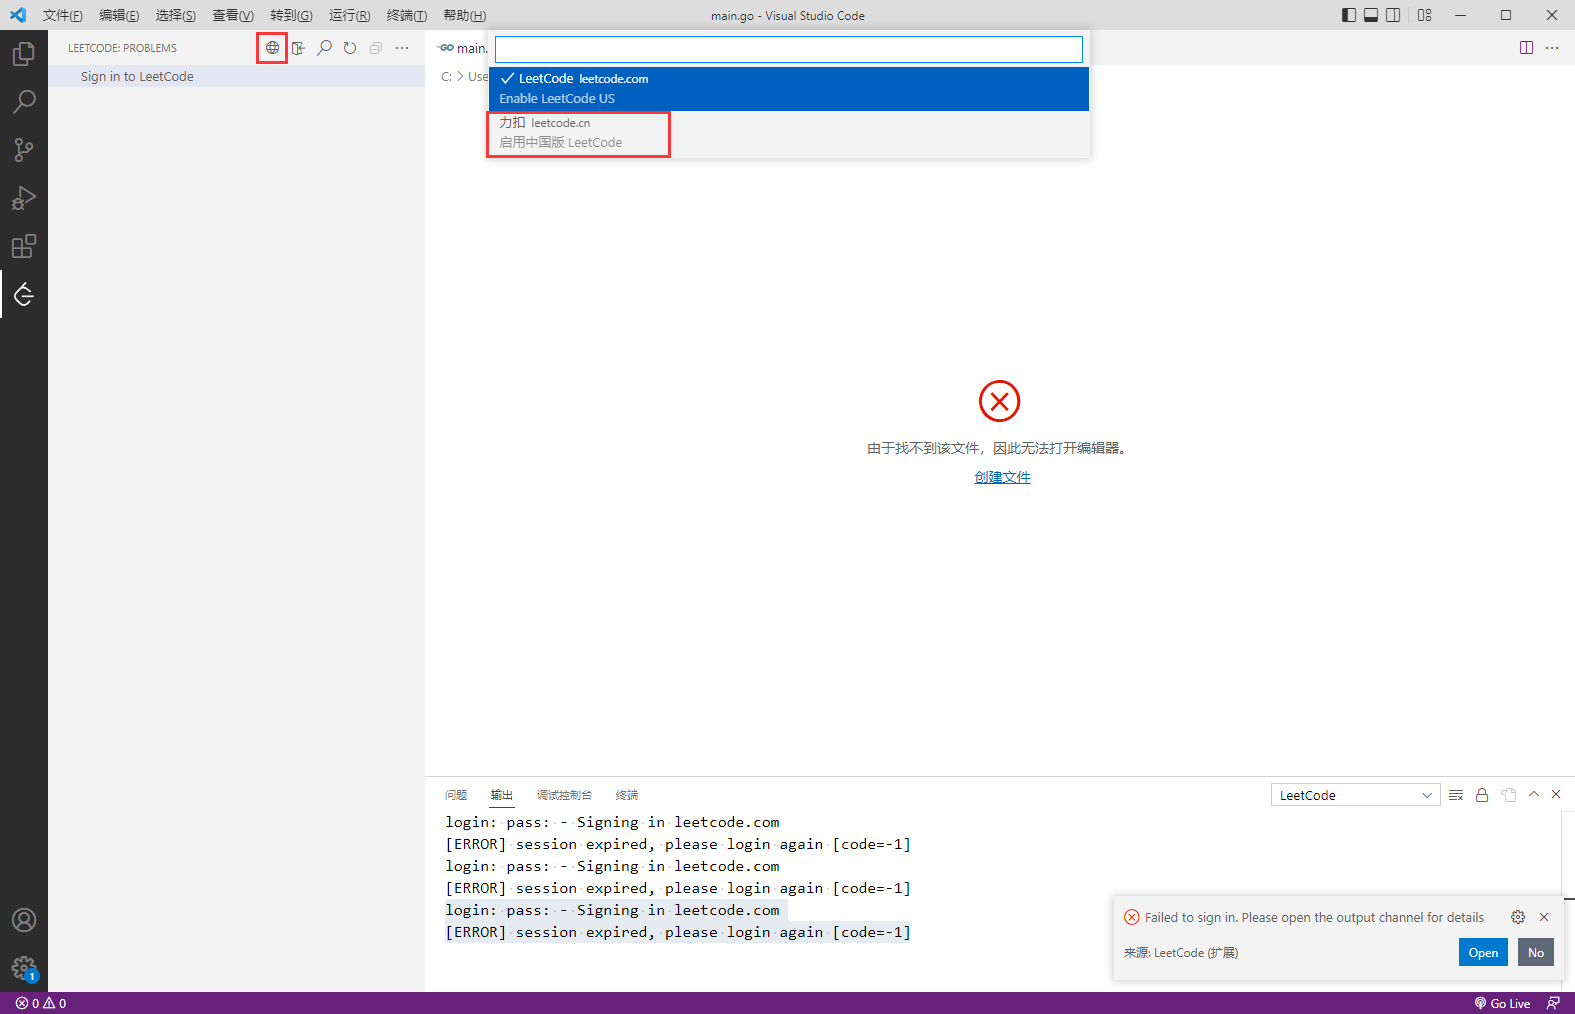 文件(F) 编辑(E) 选择(S) 查看(V) 转到(G) 运行(R) 终端(T) 帮助(H) main.go - Visual Studio Code
LEETCODE: PROBLEMS
Sign in to LeetCode
GO main.
C: > Use
LeetCode leetcode.com
Enable LeetCode US
力扣 leetcode.cn
启用中国版 LeetCode
由于找不到该文件，因此无法打开编辑器。
创建文件
问题 输出 调试控制台 终端 LeetCode
login: pass: - Signing in leetcode.com
[ERROR] session expired, please login again [code=-1]
login: pass: - Signing in leetcode.com
[ERROR] session expired, please login again [code=-1]
login: pass: - Signing in leetcode.com
[ERROR] session expired, please login again [code=-1]
Failed to sign in. Please open the output channel for details
来源: LeetCode (扩展) Open No
1
0 0 Go Live